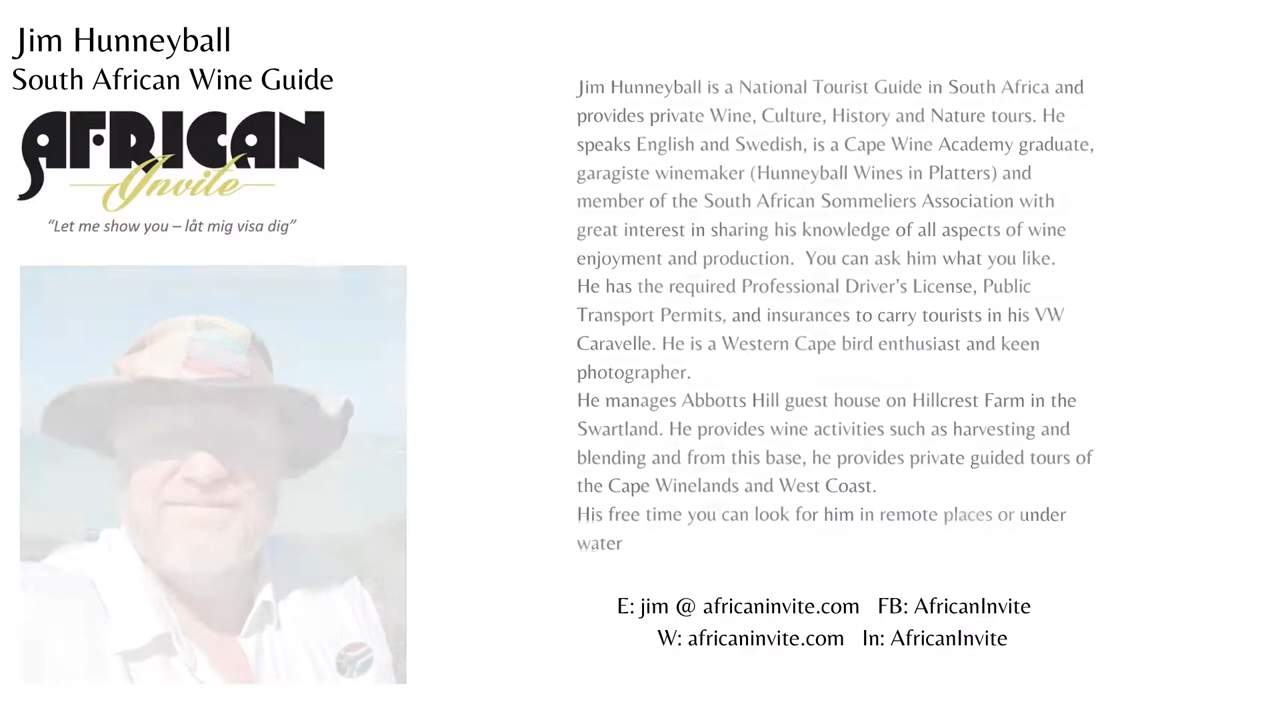 Jim Hunneyball
South African Wine Guide
AFRICAN
Invite
“Let me show you – låt mig visa dig”
Jim Hunneyball is a National Tourist Guide in South Africa and
provides private Wine, Culture, History and Nature tours. He
speaks English and Swedish, is a Cape Wine Academy graduate,
garagiste winemaker (Hunneyball Wines in Platters) and
member of the South African Sommeliers Association with
great interest in sharing his knowledge of all aspects of wine
enjoyment and production.  You can ask him what you like.
He has the required Professional Driver’s License, Public
Transport Permits, and insurances to carry tourists in his VW
Caravelle. He is a Western Cape bird enthusiast and keen
photographer.
He manages Abbotts Hill guest house on Hillcrest Farm in the
Swartland. He provides wine activities such as harvesting and
blending and from this base, he provides private guided tours of
the Cape Winelands and West Coast.
His free time you can look for him in remote places or under
water
E: jim @ africaninvite.com   FB: AfricanInvite
W: africaninvite.com   In: AfricanInvite